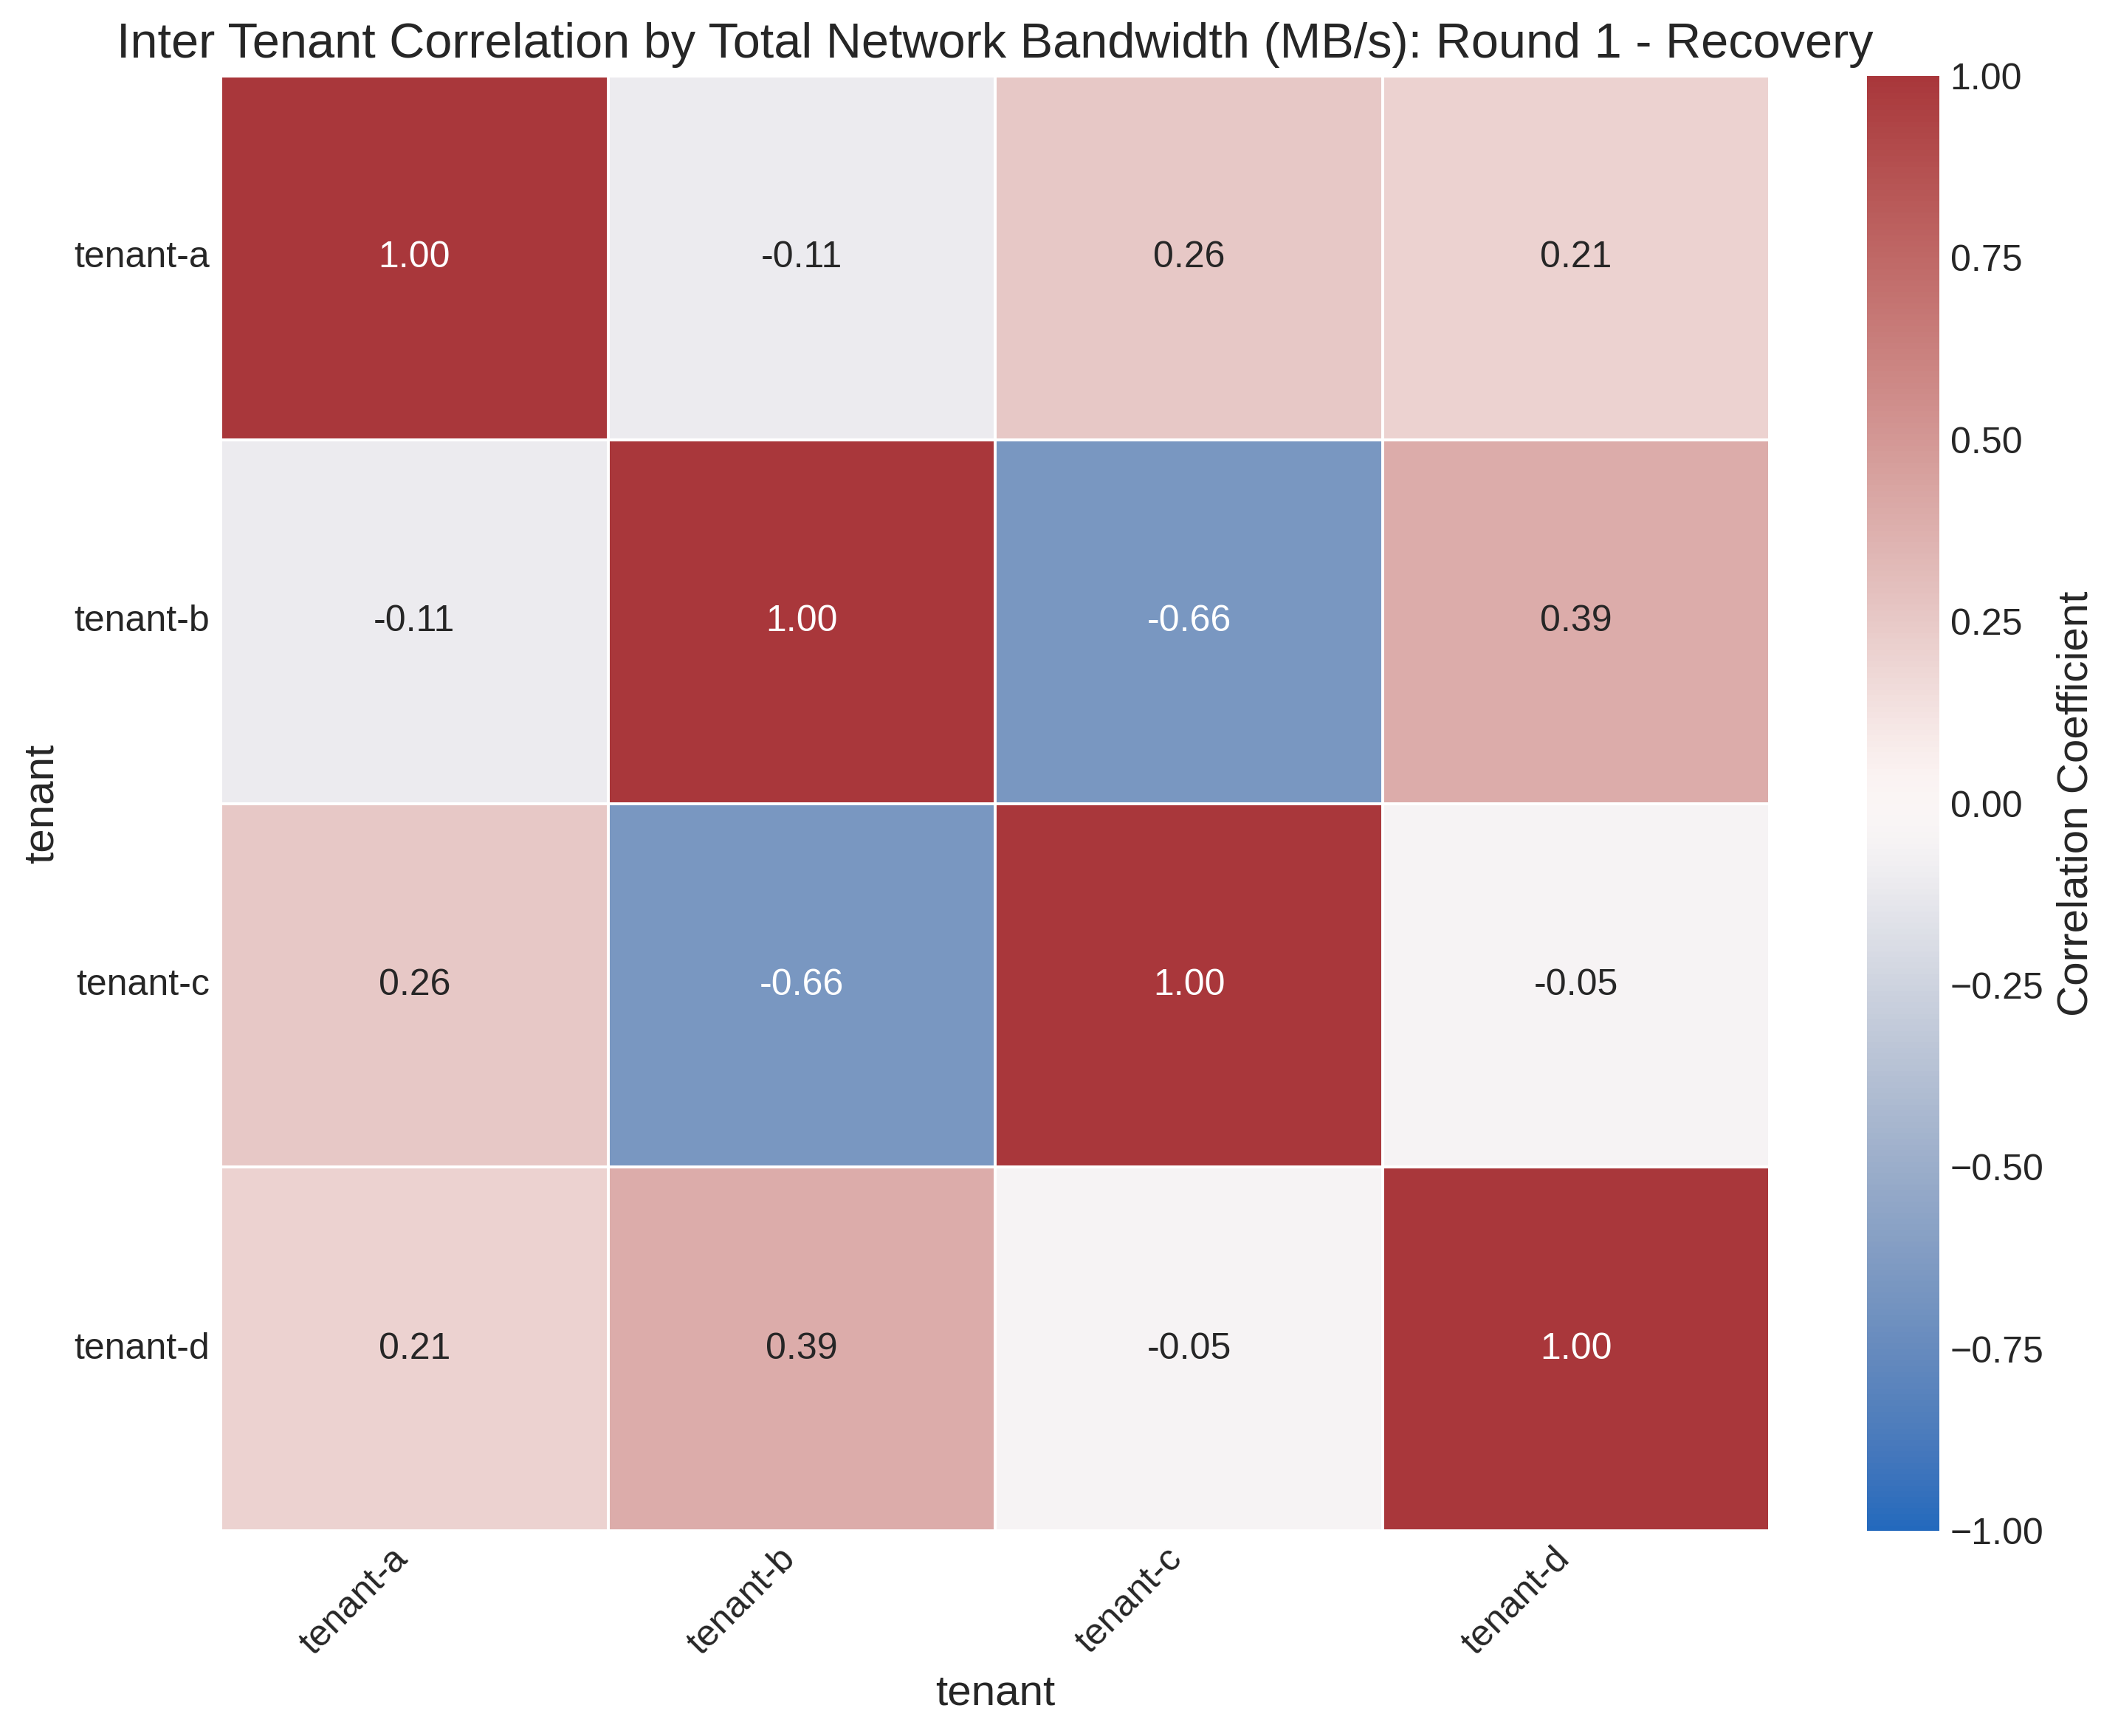 Inter Tenant Correlation by Total Network Bandwidth (MB/s): Round 1 - Recovery
tenant
tenant-a
1.00
-0.11
0.26
0.21
tenant-b
-0.11
1.00
-0.66
0.39
tenant-c
0.26
-0.66
1.00
-0.05
tenant-d
0.21
0.39
-0.05
1.00
tenant-a
tenant-b
tenant-c
tenant-d
tenant
1.00
0.75
0.50
0.25
0.00
−0.25
−0.50
−0.75
−1.00
Correlation Coefficient